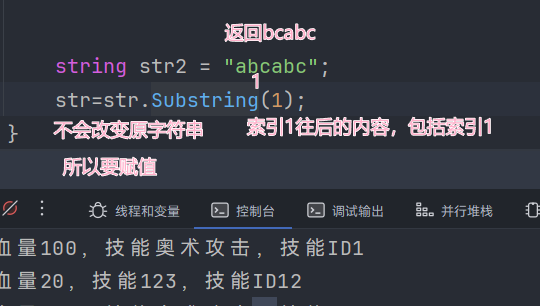 返回bcabc
string str2 = "abcabc";
1
str=str.Substring(1);
} 不会改变原字符串 索引1往后的内容，包括索引1
所以要赋值
线程和变量 控制台 调试输出 并行堆栈
血量100，技能奥术攻击，技能ID1
血量20，技能123，技能ID12